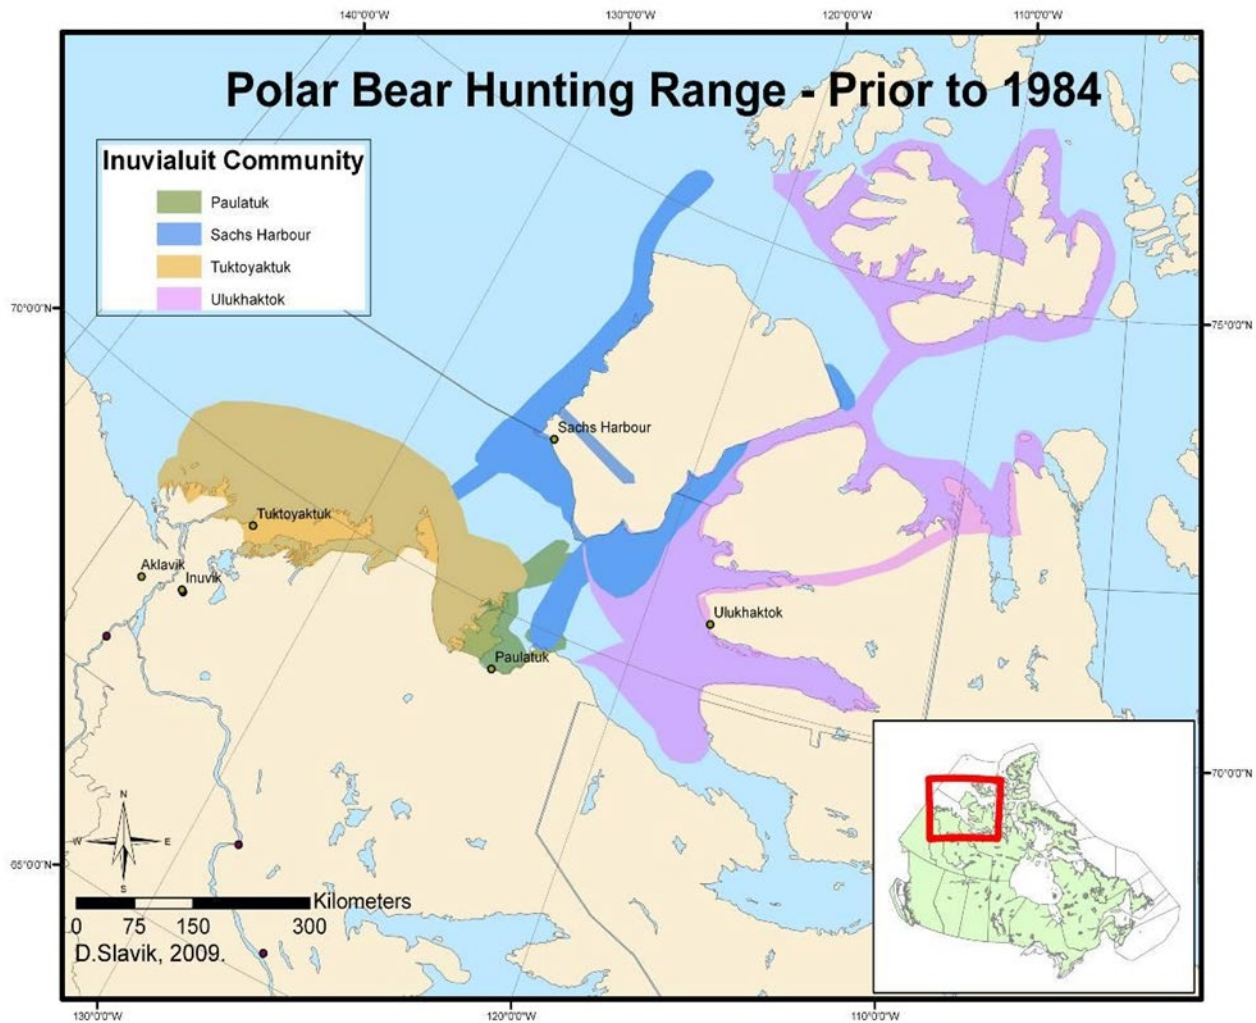 140°0'0"W 130°0'0"W 120°0'0"W 110°0'0"W
Polar Bear Hunting Range - Prior to 1984
Inuvialuit Community
Paulatuk
Sachs Harbour
Tuktoyaktuk
Ulukhaktok
70°0'0"N
75°0'0"N
Sachs Harbour
Tuktoyaktuk
Aklavik
Inuvik
Ulukhaktok
Paulatuk
70°0'0"N
N
W E
S
65°0'0"N
Kilometers
0 75 150 300
D.Slavik, 2009.
130°0'0"W 120°0'0"W 110°0'0"W